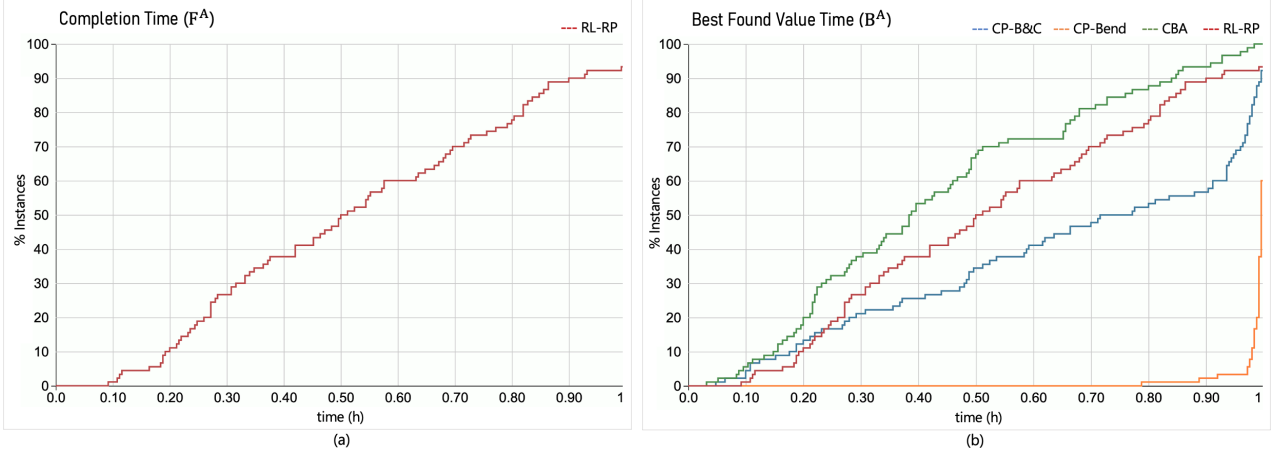 Completion Time (Fᴬ)
RL-RP
100
90
80
70
60
50
40
30
20
10
0
% Instances
0.0 0.10 0.20 0.30 0.40 0.50 0.60 0.70 0.80 0.90 1
time (h)
(a)
Best Found Value Time (Bᴬ)
CP-B&C CP-Bend CBA RL-RP
100
90
80
70
60
50
40
30
20
10
0
% Instances
0.0 0.10 0.20 0.30 0.40 0.50 0.60 0.70 0.80 0.90 1
time (h)
(b)